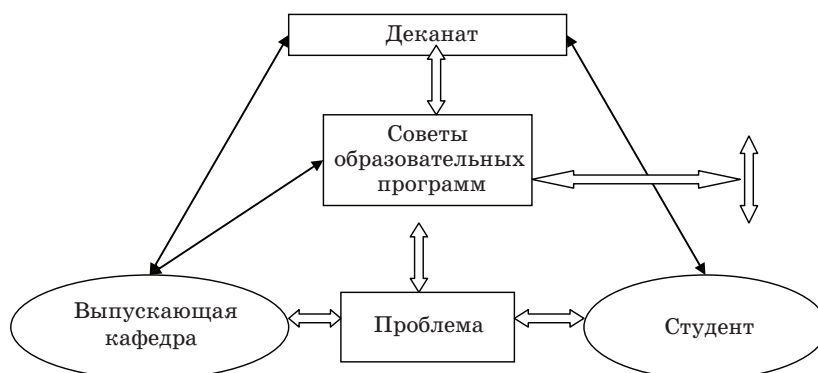 Деканат
Советы
образовательных
программ
Выпускающая
кафедра
Проблема
Студент